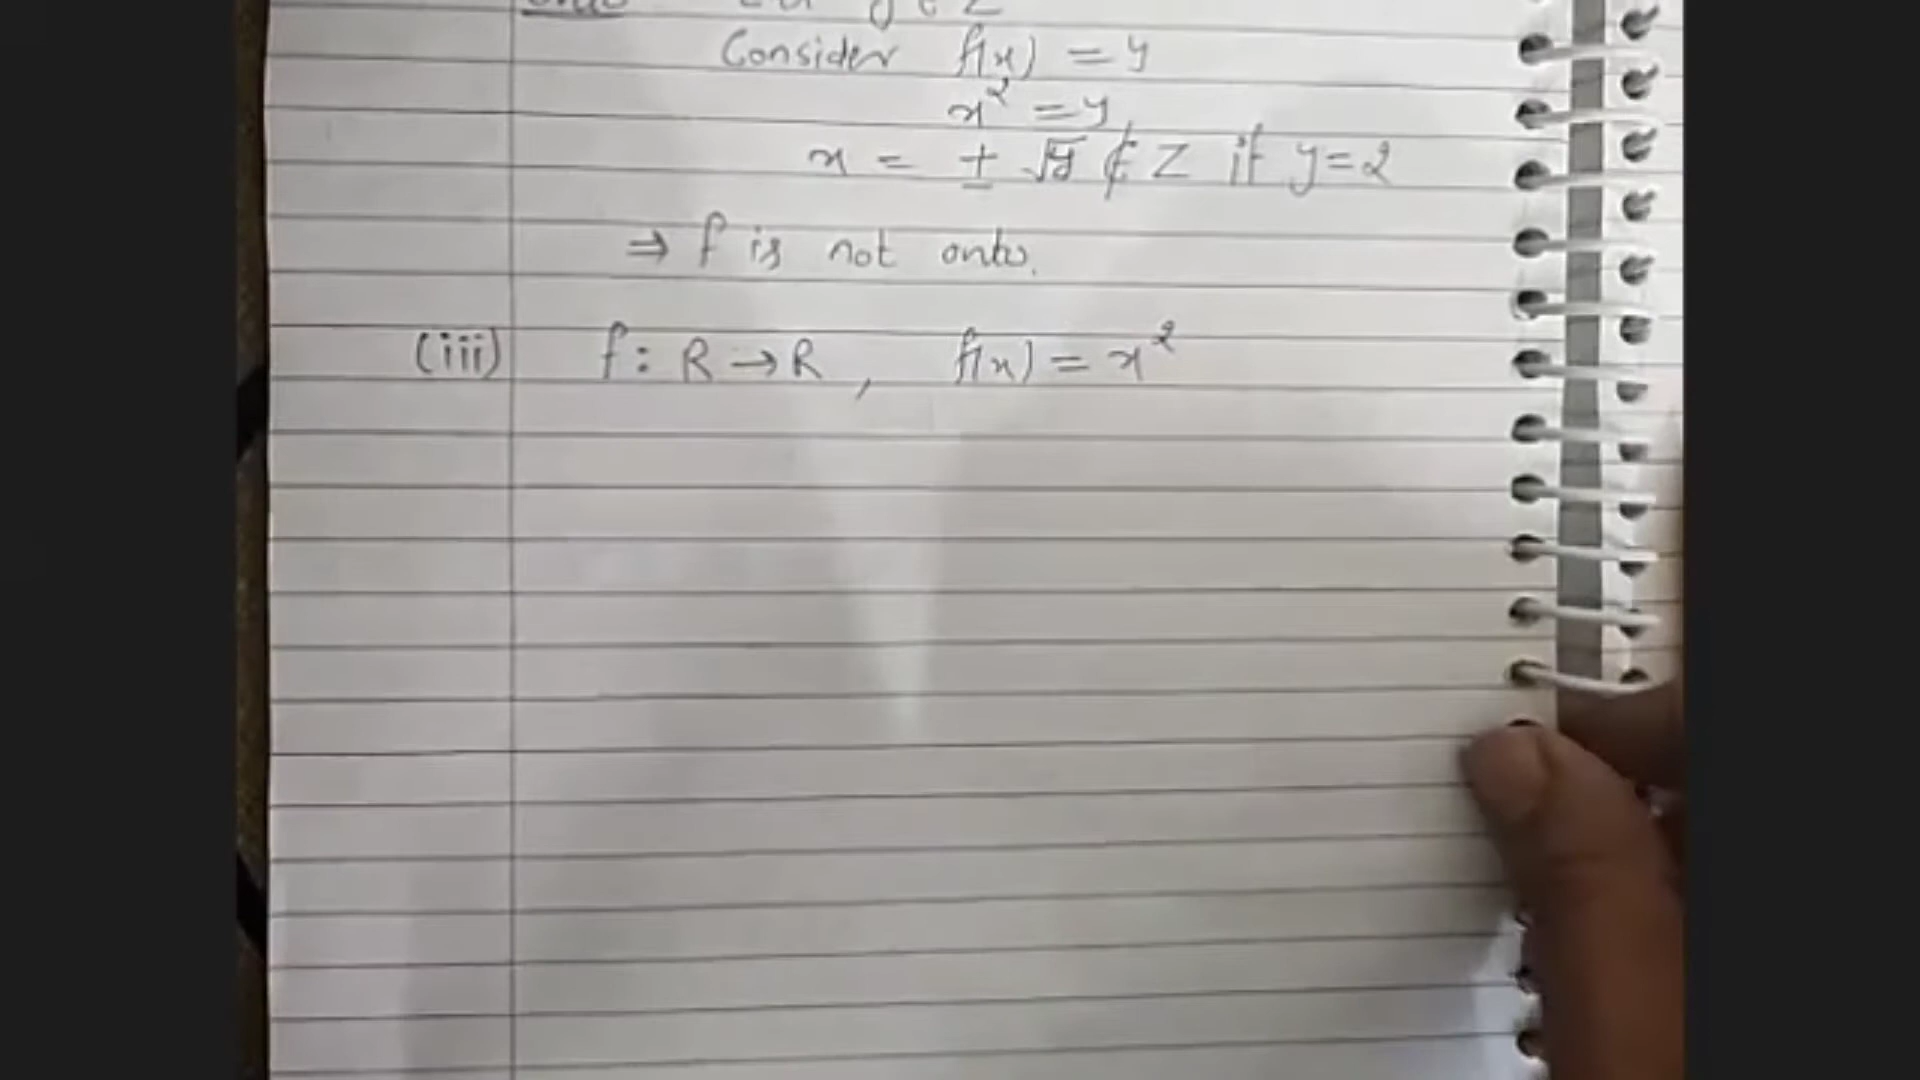 Consider f(x) = y
x² = y
x = ± √y ∉ Z if y=2
⇒ f is not onto.
(iii) f : R → R , f(x) = x²